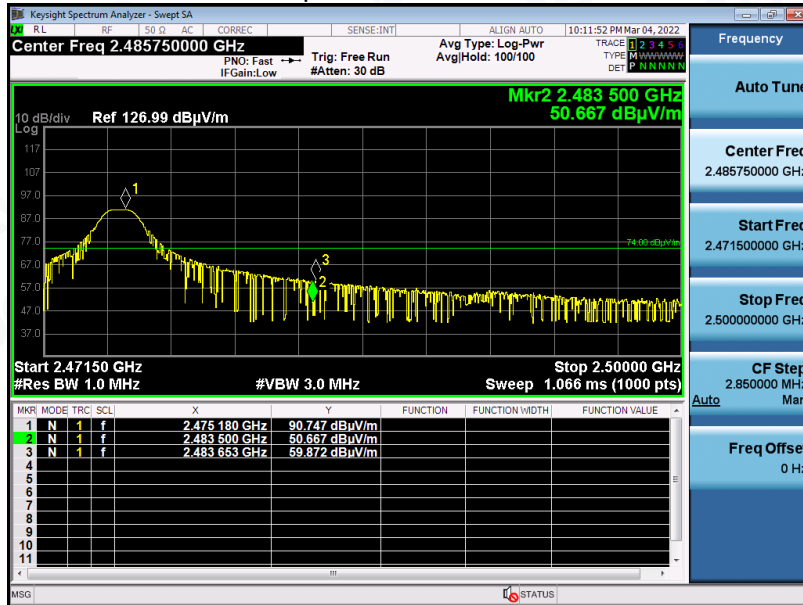 Keysight Spectrum Analyzer - Swept SA
LXI RL RF 50 Ω AC CORREC SENSE:INT ALIGN AUTO 10:11:52 PM Mar 04, 2022
Center Freq 2.485750000 GHz
PNO: Fast
IFGain:Low
Trig: Free Run
#Atten: 30 dB
Avg Type: Log-Pwr
Avg|Hold: 100/100
TRACE 1 2 3 4 5 6
TYPE M WWWWW
DET P N N N N N
Mkr2 2.483 500 GHz
50.667 dBµV/m
10 dB/div Ref 126.99 dBµV/m
Log
117
107
97.0
87.0
77.0
67.0
57.0
47.0
37.0
1
3
2
74.00 dBµV/m
Start 2.47150 GHz
Stop 2.50000 GHz
#Res BW 1.0 MHz
#VBW 3.0 MHz
Sweep 1.066 ms (1000 pts)
MKR MODE TRC SCL X Y FUNCTION FUNCTION WIDTH FUNCTION VALUE
1 N 1 f 2.475 180 GHz 90.747 dBµV/m
2 N 1 f 2.483 500 GHz 50.667 dBµV/m
3 N 1 f 2.483 653 GHz 59.872 dBµV/m
4
5
6
7
8
9
10
11
MSG
STATUS
Frequency
Auto Tune
Center Freq
2.485750000 GHz
Start Freq
2.471500000 GHz
Stop Freq
2.500000000 GHz
CF Step
2.850000 MHz
Auto Man
Freq Offset
0 Hz